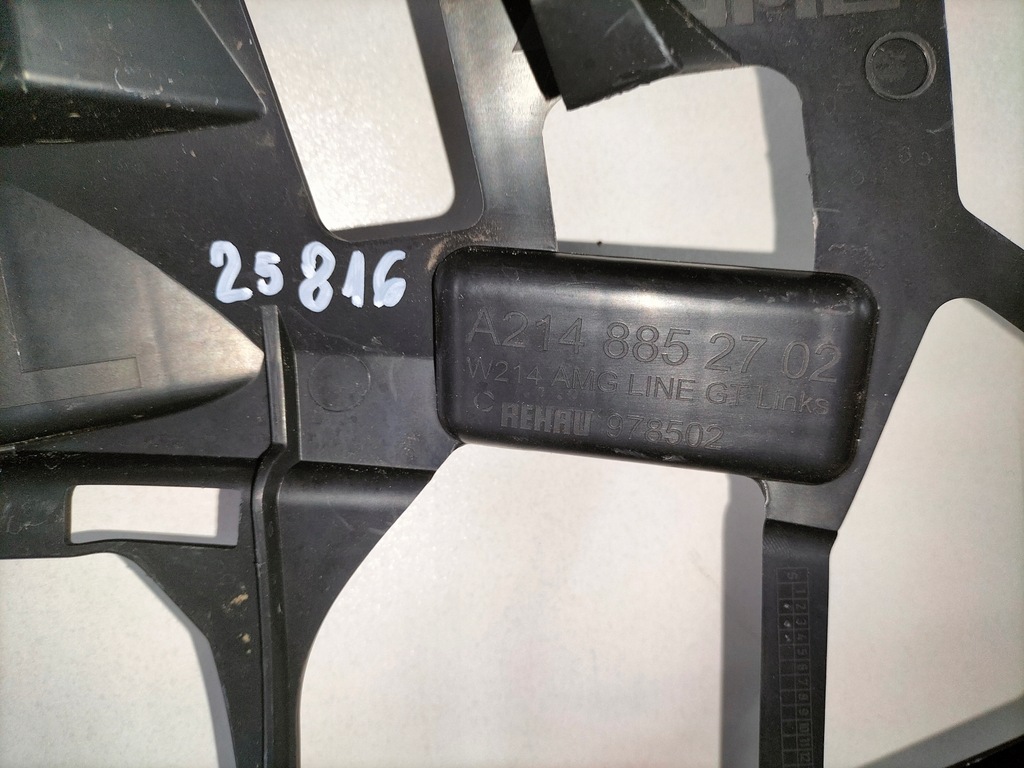 25816
A214 885 27 02
W214 AMG LINE GT Links
C REHAU 978502